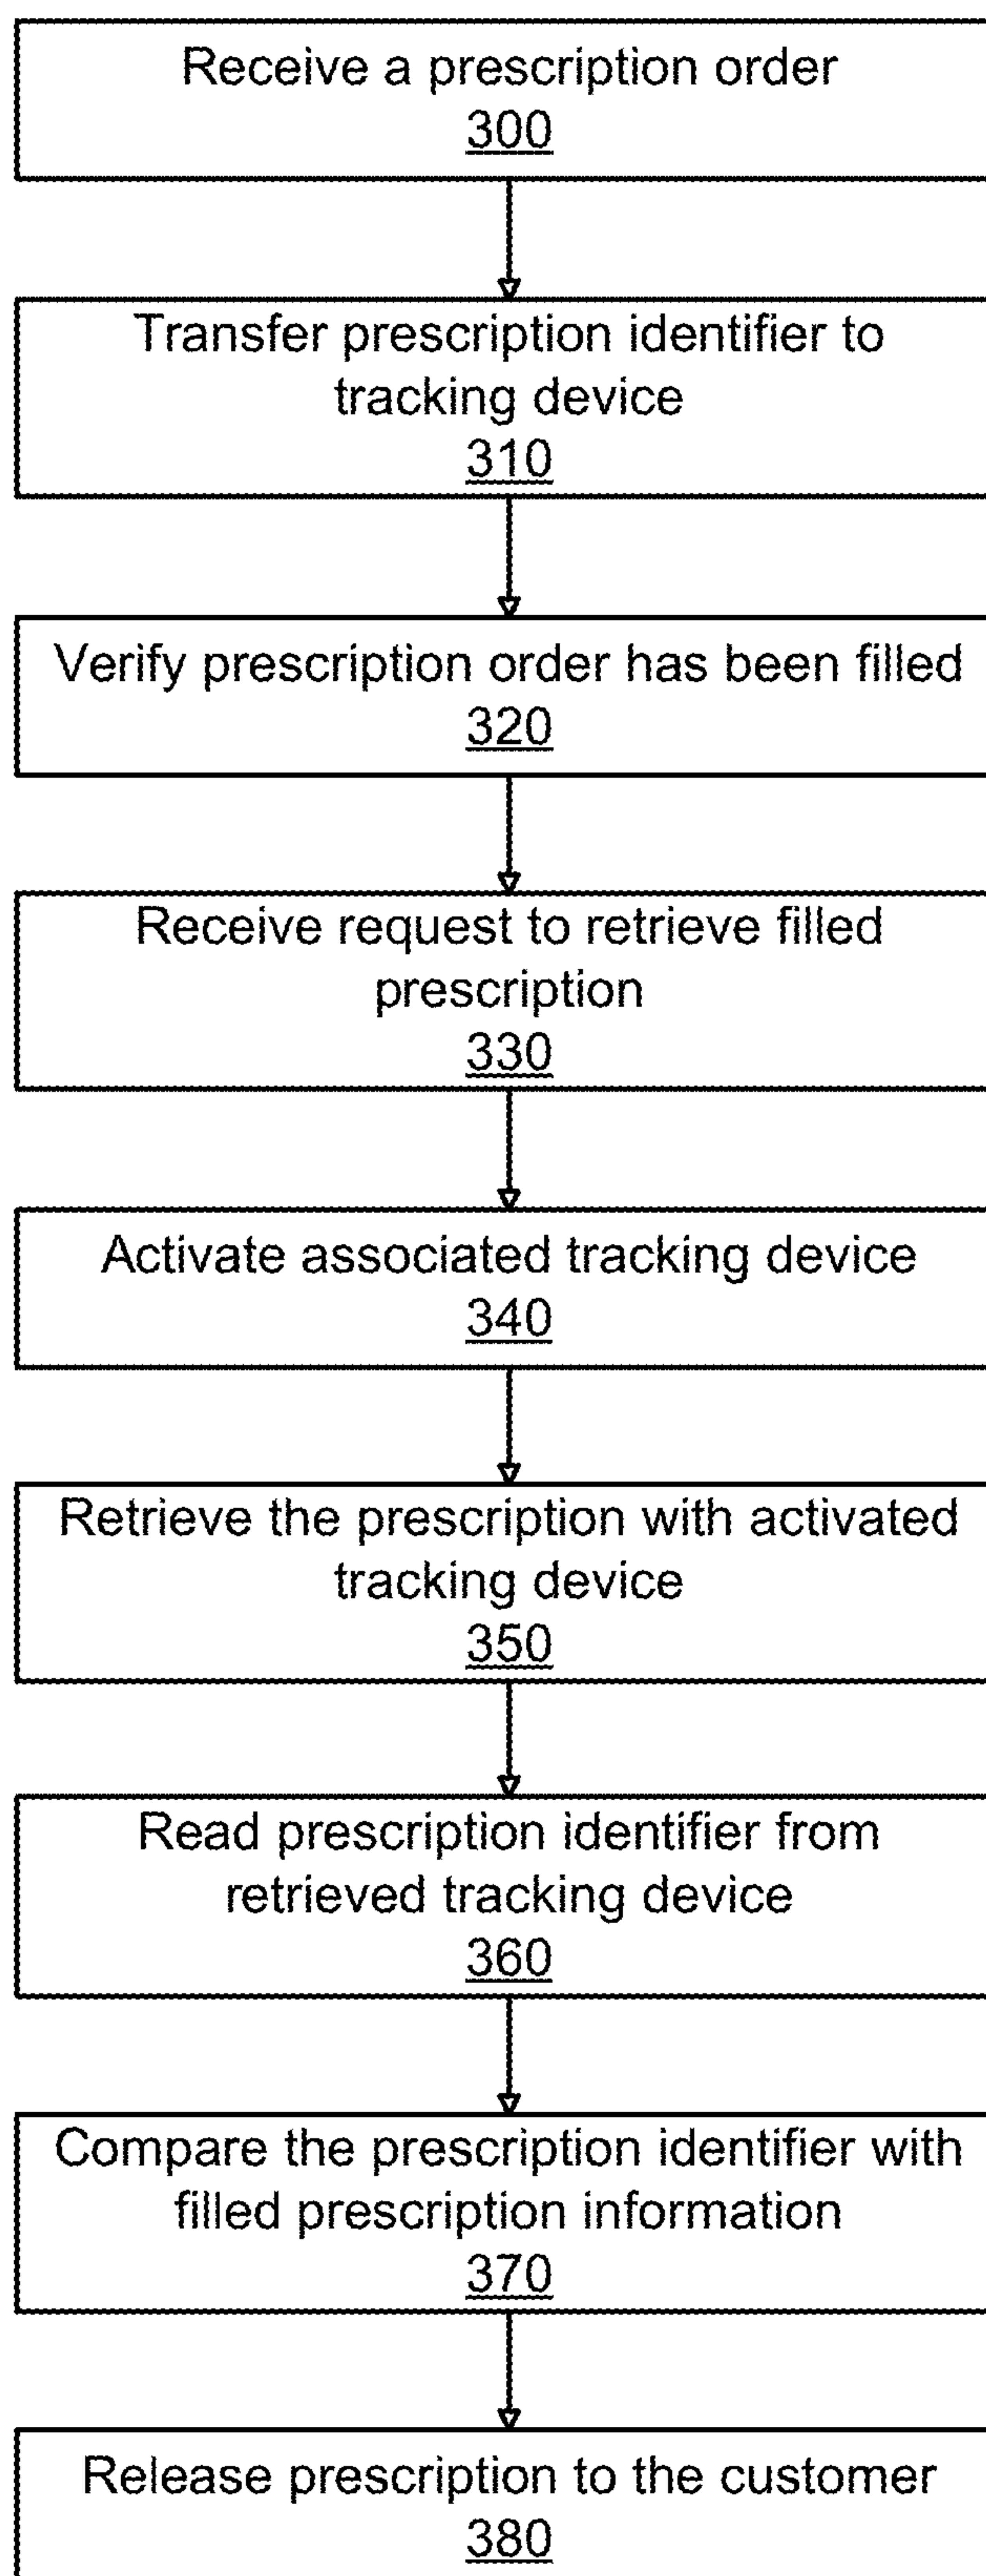 Receive a prescription order
300
Transfer prescription identifier to
tracking device
310
Verify prescription order has been filled
320
Receive request to retrieve filled
prescription
330
Activate associated tracking device
340
Retrieve the prescription with activated
tracking device
350
Read prescription identifier from
retrieved tracking device
360
Compare the prescription identifier with
filled prescription information
370
Release prescription to the customer
380